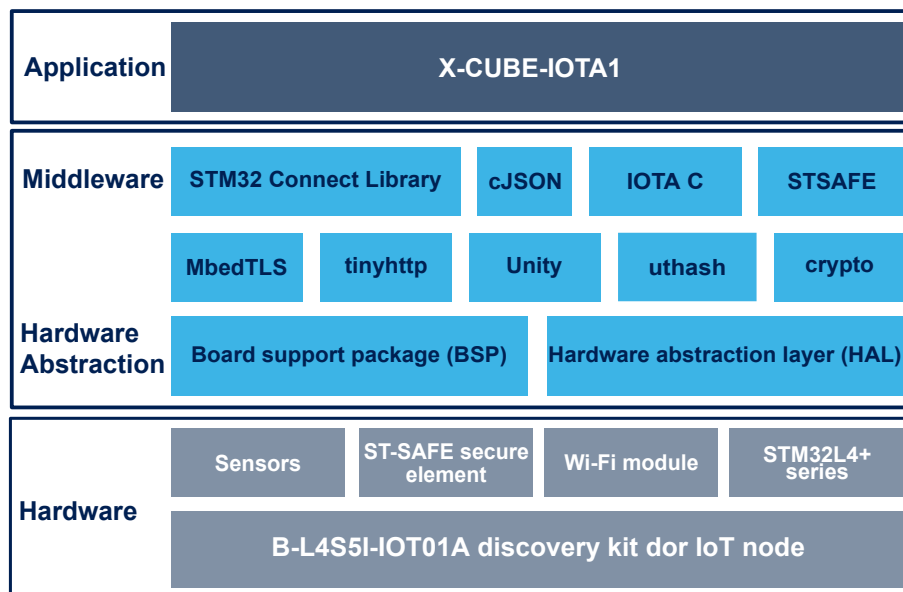 Application
X-CUBE-IOTA1
Middleware
STM32 Connect Library
cJSON
IOTA C
STSAFE
MbedTLS
tinyhttp
Unity
uthash
crypto
Hardware
Abstraction
Board support package (BSP)
Hardware abstraction layer (HAL)
Hardware
Sensors
ST-SAFE secure
element
Wi-Fi module
STM32L4+
series
B-L4S5I-IOT01A discovery kit dor IoT node